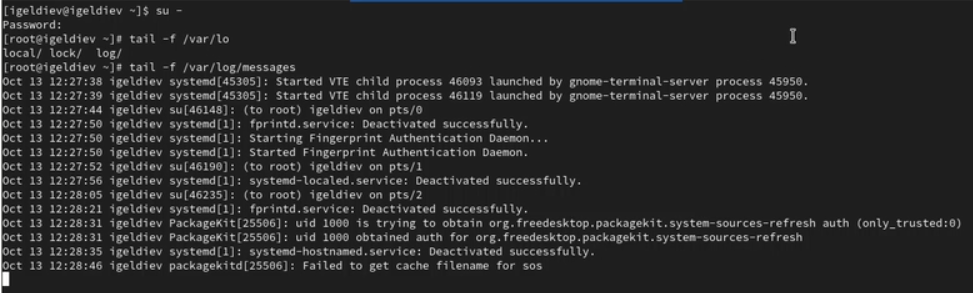 [igeldiev@igeldiev ~]$ su -
Password:
[root@igeldiev ~]# tail -f /var/lo
local/ lock/  log/
[root@igeldiev ~]# tail -f /var/log/messages
Oct 13 12:27:38 igeldiev systemd[45305]: Started VTE child process 46093 launched by gnome-terminal-server process 45950.
Oct 13 12:27:39 igeldiev systemd[45305]: Started VTE child process 46119 launched by gnome-terminal-server process 45950.
Oct 13 12:27:44 igeldiev su[46148]: (to root) igeldiev on pts/0
Oct 13 12:27:50 igeldiev systemd[1]: fprintd.service: Deactivated successfully.
Oct 13 12:27:50 igeldiev systemd[1]: Starting Fingerprint Authentication Daemon...
Oct 13 12:27:50 igeldiev systemd[1]: Started Fingerprint Authentication Daemon.
Oct 13 12:27:52 igeldiev su[46190]: (to root) igeldiev on pts/1
Oct 13 12:27:56 igeldiev systemd[1]: systemd-localed.service: Deactivated successfully.
Oct 13 12:28:05 igeldiev su[46235]: (to root) igeldiev on pts/2
Oct 13 12:28:21 igeldiev systemd[1]: fprintd.service: Deactivated successfully.
Oct 13 12:28:31 igeldiev PackageKit[25506]: uid 1000 is trying to obtain org.freedesktop.packagekit.system-sources-refresh auth (only_trusted:0)
Oct 13 12:28:31 igeldiev PackageKit[25506]: uid 1000 obtained auth for org.freedesktop.packagekit.system-sources-refresh
Oct 13 12:28:35 igeldiev systemd[1]: systemd-hostnamed.service: Deactivated successfully.
Oct 13 12:28:46 igeldiev packagekitd[25506]: Failed to get cache filename for sos